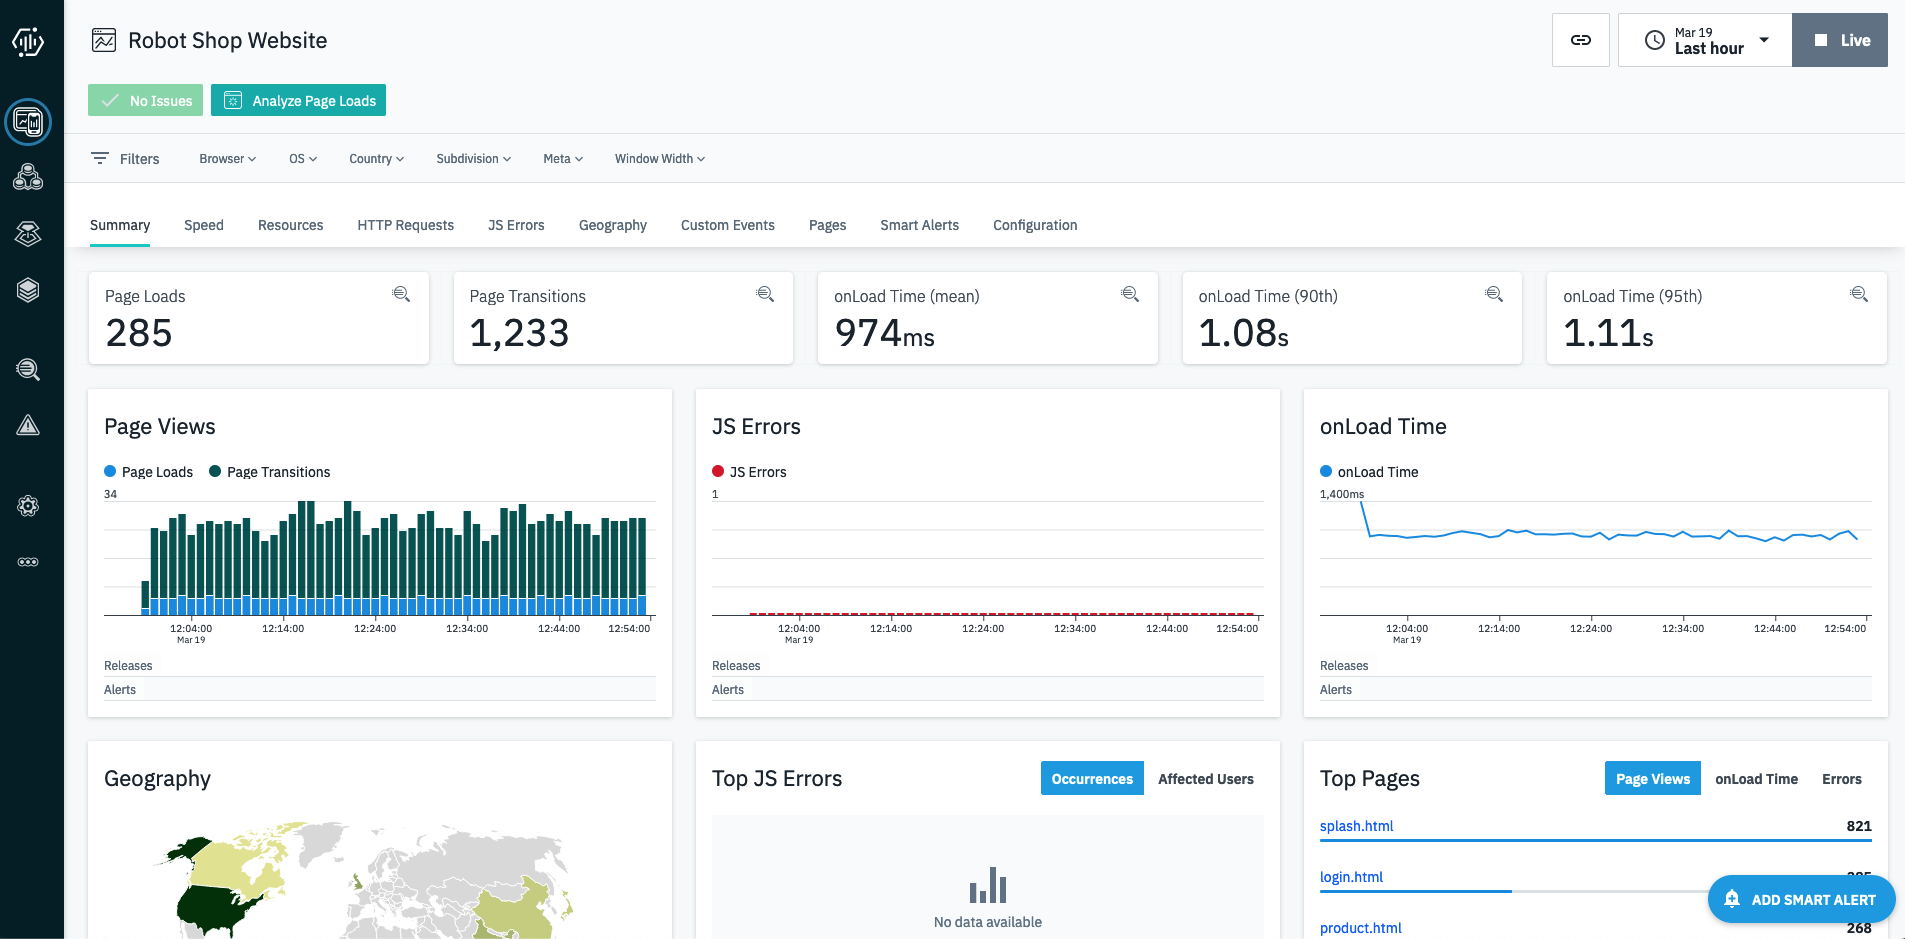 Robot Shop Website
Mar 19
Last hour
Live
No Issues
Analyze Page Loads
Filters
Browser
OS
Country
Subdivision
Meta
Window Width
Summary
Speed
Resources
HTTP Requests
JS Errors
Geography
Custom Events
Pages
Smart Alerts
Configuration
Page Loads
285
Page Transitions
1,233
onLoad Time (mean)
974ms
onLoad Time (90th)
1.08s
onLoad Time (95th)
1.11s
Page Views
Page Loads
Page Transitions
34
12:04:00
12:14:00
12:24:00
12:34:00
12:44:00
12:54:00
Mar 19
Releases
Alerts
JS Errors
JS Errors
1
12:04:00
12:14:00
12:24:00
12:34:00
12:44:00
12:54:00
Mar 19
Releases
Alerts
onLoad Time
onLoad Time
1,400ms
12:04:00
12:14:00
12:24:00
12:34:00
12:44:00
12:54:00
Mar 19
Releases
Alerts
Geography
Top JS Errors
Occurrences
Affected Users
No data available
Top Pages
Page Views
onLoad Time
Errors
splash.html
821
login.html
ADD SMART ALERT
product.html
268